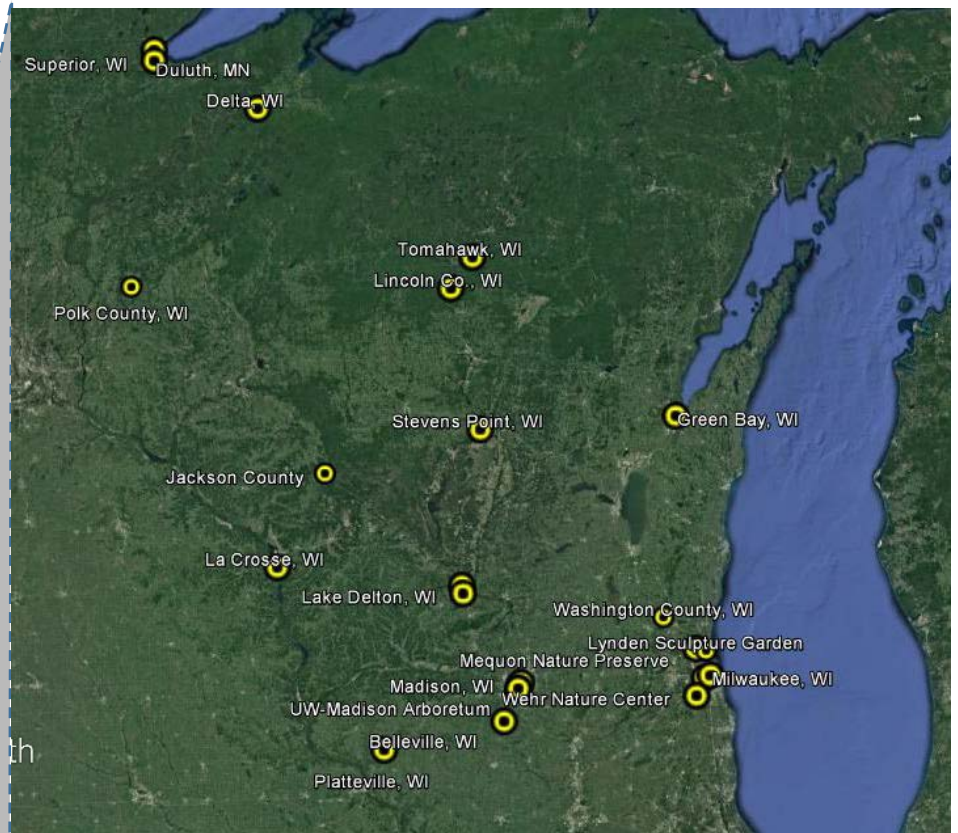 Superior, WI
Duluth, MN
Delta, WI
Tomahawk, WI
Lincoln Co., WI
Polk County, WI
Stevens Point, WI
Green Bay, WI
Jackson County
La Crosse, WI
Lake Delton, WI
Washington County, WI
Lynden Sculpture Garden
Mequon Nature Preserve
Madison, WI
Milwaukee, WI
Wehr Nature Center
UW-Madison Arboretum
Belleville, WI
th
Platteville, WI